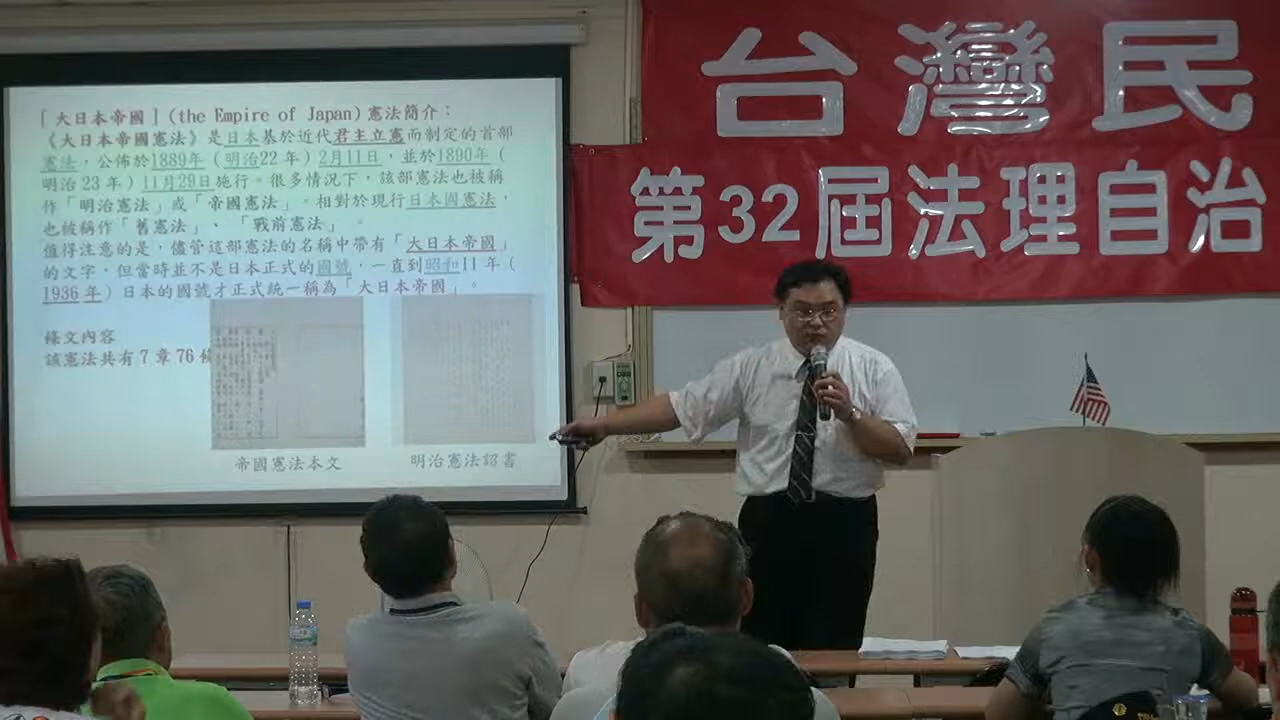 「大日本帝國」(the Empire of Japan)憲法簡介：
《大日本帝國憲法》是日本基於近代君主立憲而制定的首部
憲法，公佈於1889年（明治22年）2月11日，並於1890年（
明治23年）11月29日施行。很多情況下，該部憲法也被稱
作「明治憲法」或「帝國憲法」。相對於現行日本國憲法，
也被稱作「舊憲法」、「戰前憲法」。
值得注意的是，儘管這部憲法的名稱中帶有「大日本帝國」
的文字，但當時並不是日本正式的國號，一直到昭和11年（
1936年）日本的國號才正式統一稱為「大日本帝國」。
條文內容
該憲法共有7章76條
帝國憲法本文
明治憲法詔書
台灣民
第32屆法理自治